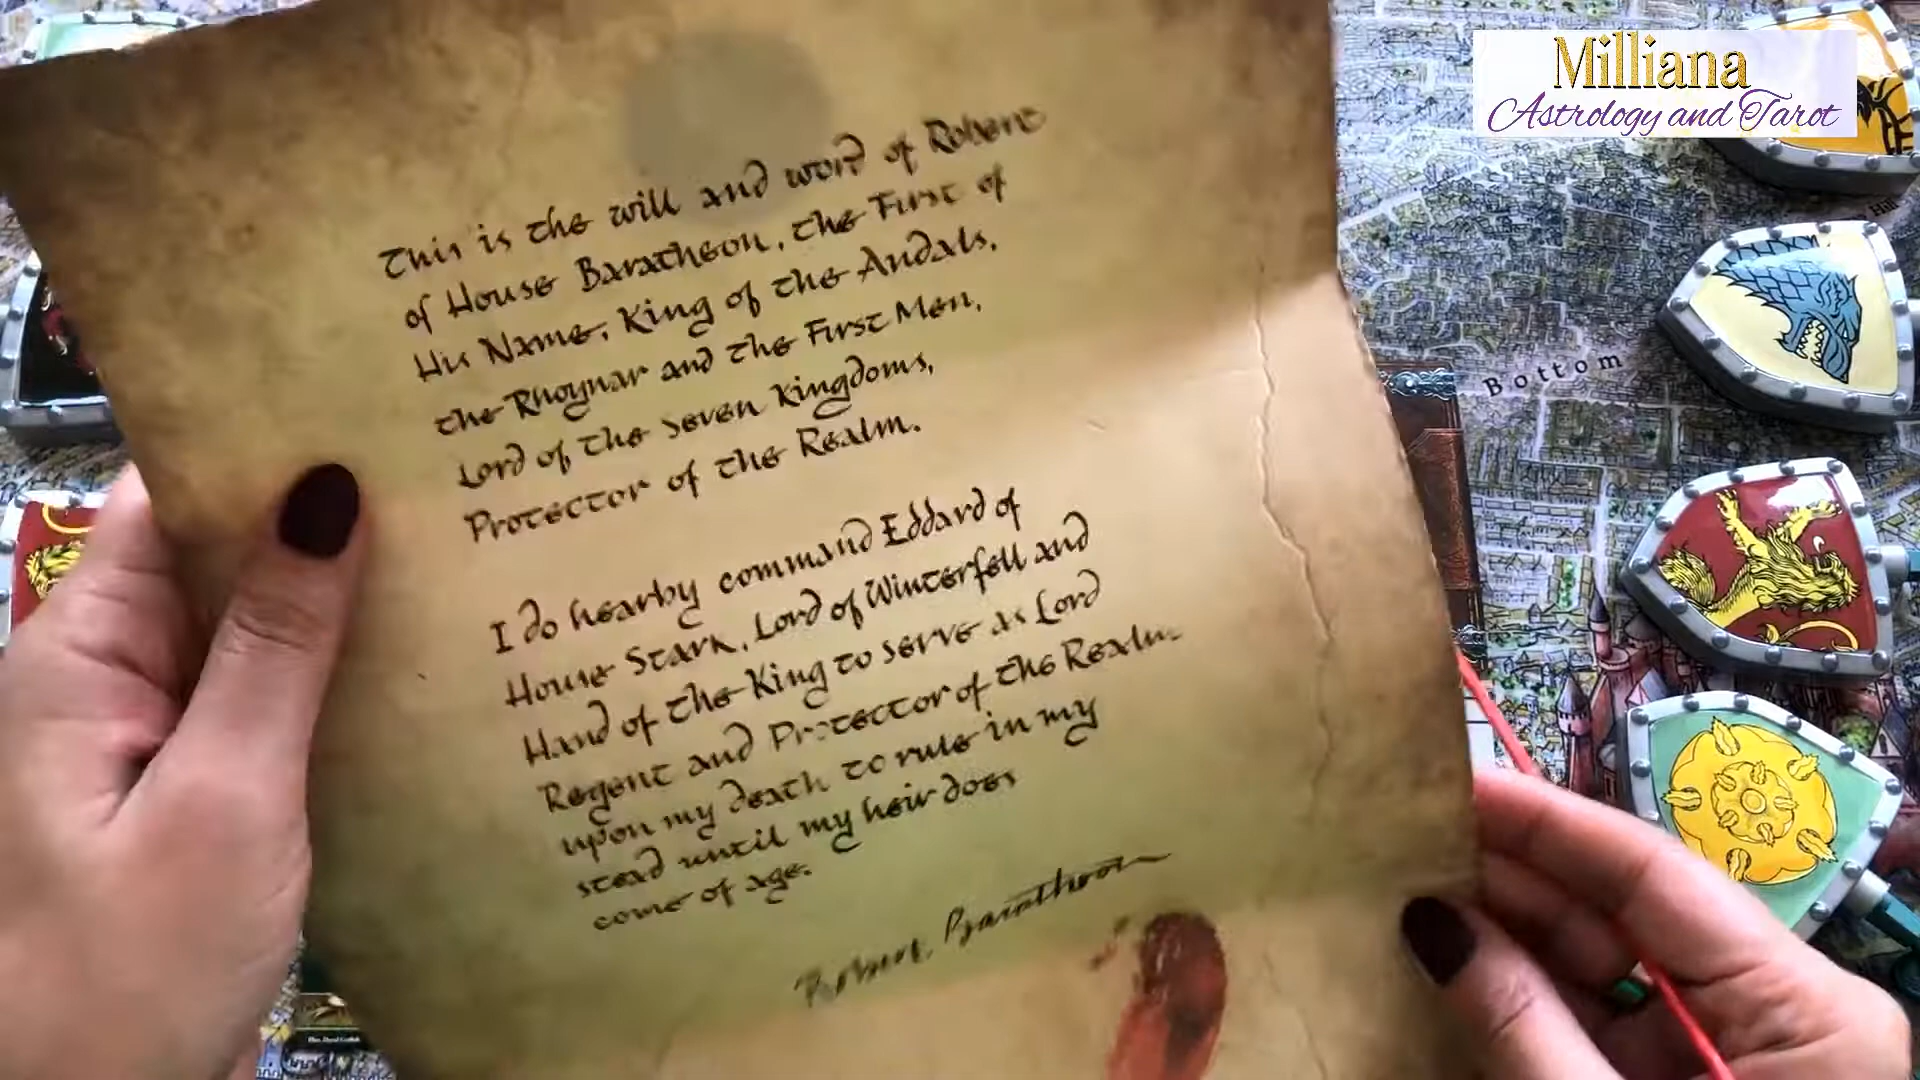 Milliana
Astrology and Tarot
This is the will and word of Robert
of House Baratheon, the First of
His Name, King of the Andals,
the Rhoynar and the First Men,
Lord of the Seven Kingdoms,
Protector of the Realm.
I do hearby command Eddard of
House Stark, Lord of Winterfell and
Hand of the King to serve as Lord
Regent and Protector of the Realm
upon my death to rule in my
stead until my heir does
come of age.
Robert Baratheon
Bottom
Hill